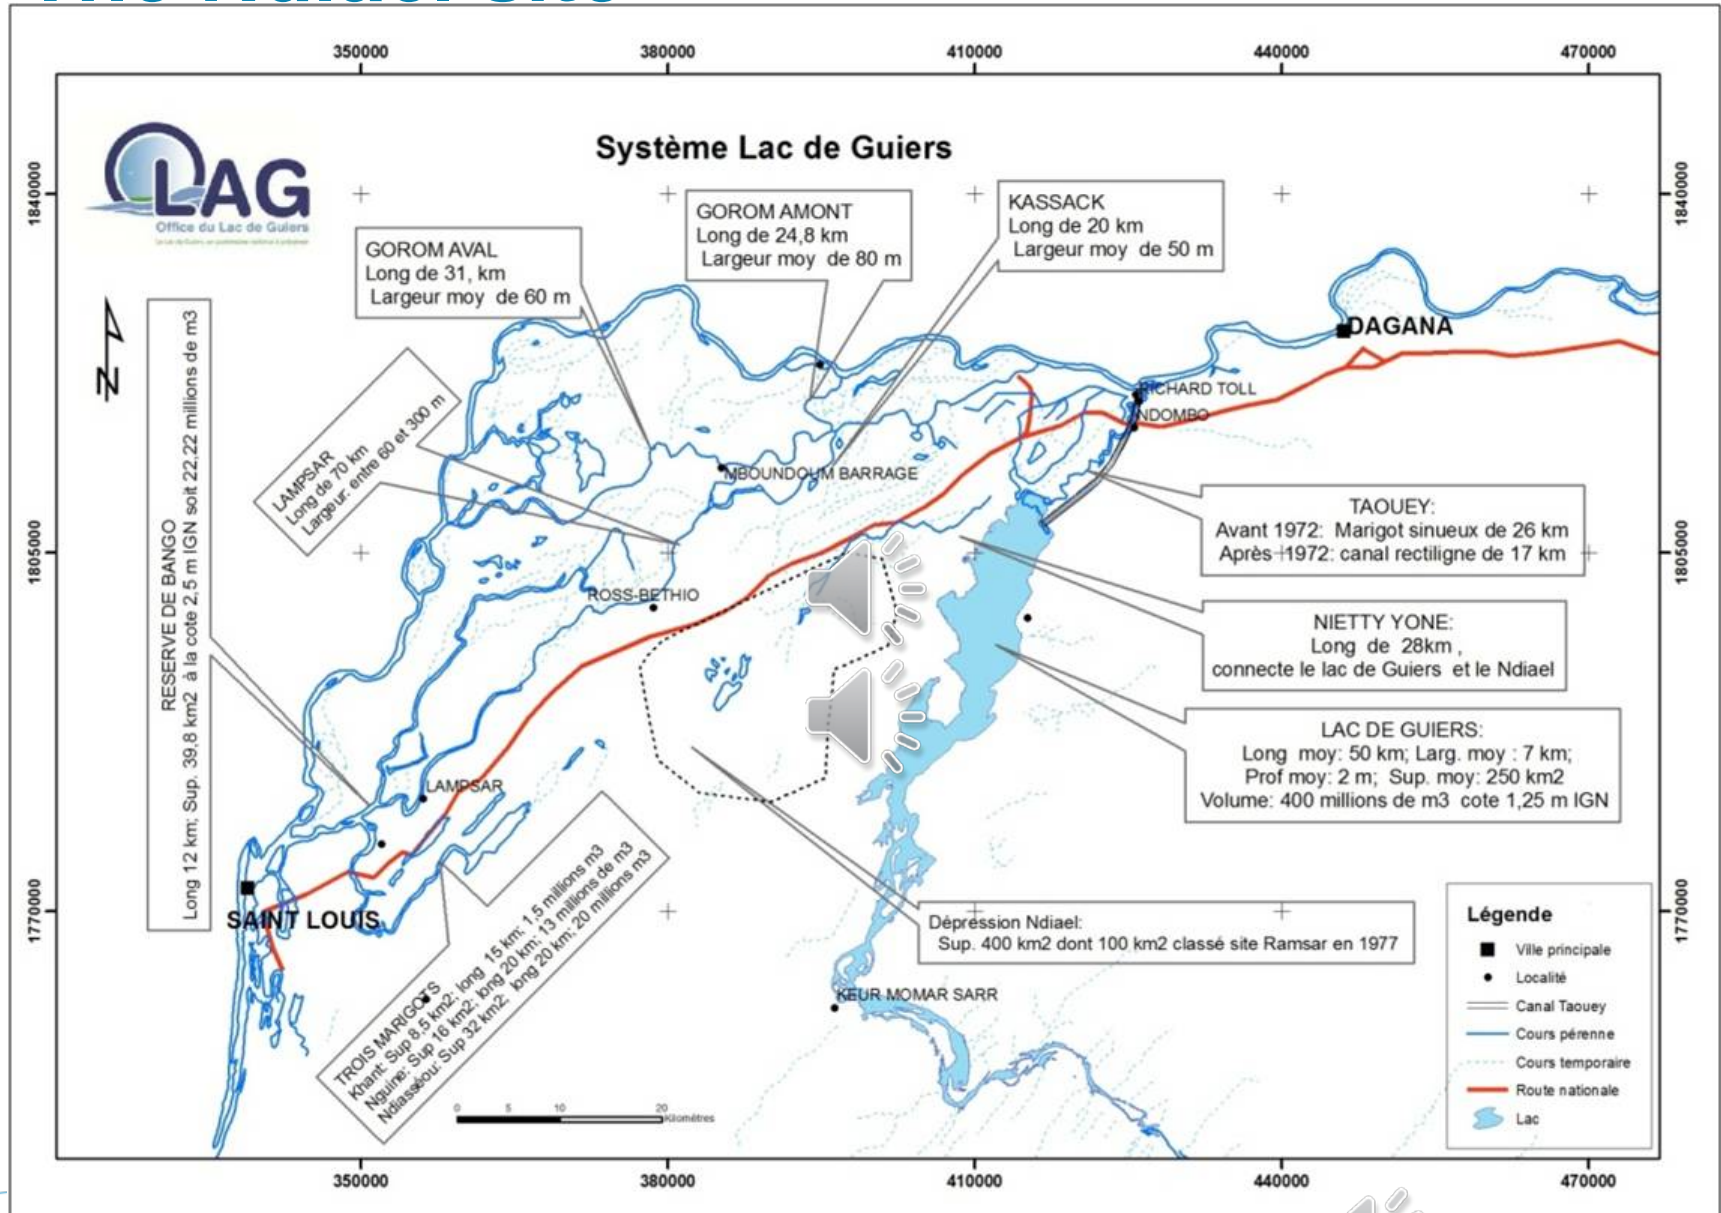 350000 380000 410000 440000 470000
LAG
Office du Lac de Guiers
Système Lac de Guiers
1840000
1840000
GOROM AVAL
Long de 31, km
Largeur moy de 60 m
GOROM AMONT
Long de 24,8 km
Largeur moy de 80 m
KASSACK
Long de 20 km
Largeur moy de 50 m
N
DAGANA
RICHARD TOLL
NDOMBO
LAMPSAR
Long de 70 km
Largeur: entre 60 et 300 m
MBOUNDOUM BARRAGE
RESERVE DE BANGO
Long 12 km; Sup. 39,8 km2 à la cote 2,5 m IGN soit 22,22 millions de m3
TAOUEY:
Avant 1972: Marigot sinueux de 26 km
Après 1972: canal rectiligne de 17 km
1805000
1805000
ROSS-BETHIO
NIETTY YONE:
Long de 28km ,
connecte le lac de Guiers et le Ndiael
LAC DE GUIERS:
Long moy: 50 km; Larg. moy : 7 km;
Prof moy: 2 m; Sup. moy: 250 km2
Volume: 400 millions de m3 cote 1,25 m IGN
LAMPSAR
SAINT LOUIS
1770000
1770000
TROIS MARIGOTS
Khant: Sup 8,5 km2; long 15 km; 1,5 millions m3
Nguine: Sup 16 km2; long 20 km; 13 millions de m3
Ndiasséou: Sup 32 km2; long 20 km; 20 millions m3
Dépression Ndiael:
Sup. 400 km2 dont 100 km2 classé site Ramsar en 1977
KEUR MOMAR SARR
Légende
Ville principale
Localité
Canal Taouey
Cours pérenne
Cours temporaire
Route nationale
Lac
0 5 10 20
Kilomètres
350000 380000 410000 440000 470000